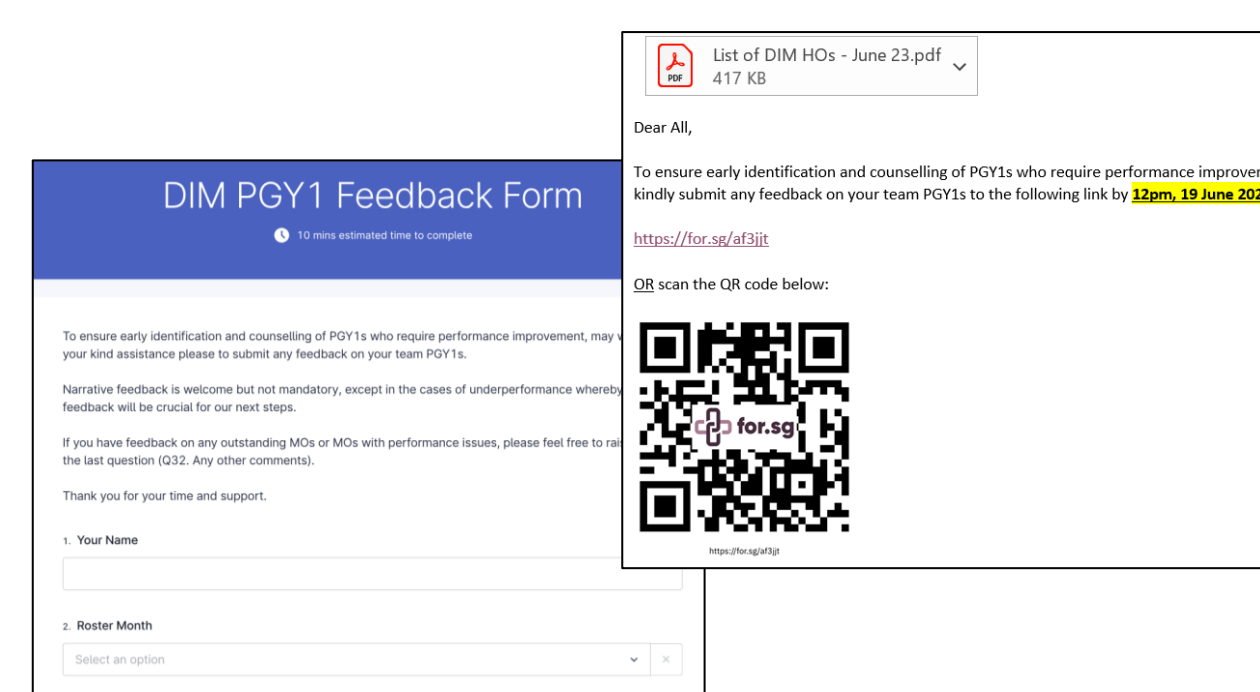 List of DIM HOs - June 23.pdf
PDF
417 KB
Dear All,
To ensure early identification and counselling of PGY1s who require performance
kindly submit any feedback on your team PGY1s to the following link by 12pm, 19 June
https://for.sg/af3jjt
OR scan the QR code below:
for.sg
https://for.sg/af3jjt
DIM PGY1 Feedback Form
10 mins estimated time to complete
To ensure early identification and counselling of PGY1s who require performance improvement, may
your kind assistance please to submit any feedback on your team PGY1s.
Narrative feedback is welcome but not mandatory, except in the cases of underperformance whereby
feedback will be crucial for our next steps.
If you have feedback on any outstanding MOs or MOs with performance issues, please feel free to
the last question (Q32. Any other comments).
Thank you for your time and support.
1. Your Name
2. Roster Month
Select an option